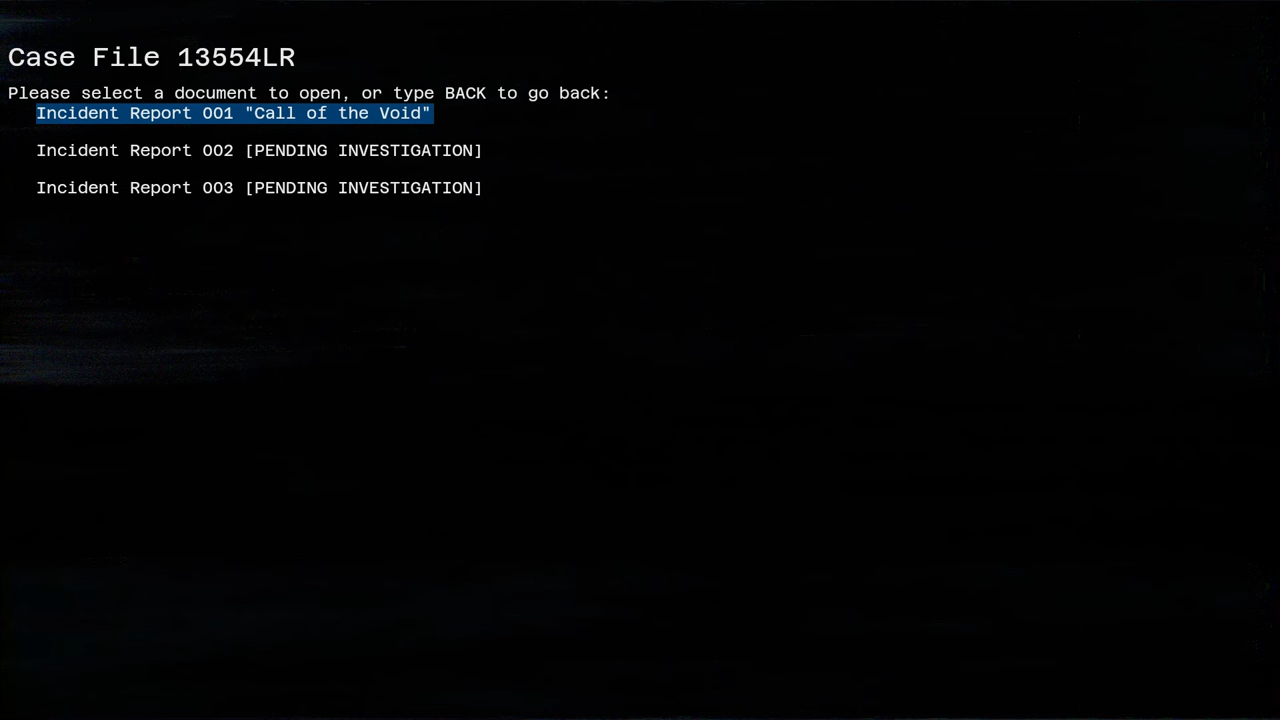 Case File 13554LR
Please select a document to open, or type BACK to go back:
Incident Report 001 "Call of the Void"
Incident Report 002 [PENDING INVESTIGATION]
Incident Report 003 [PENDING INVESTIGATION]